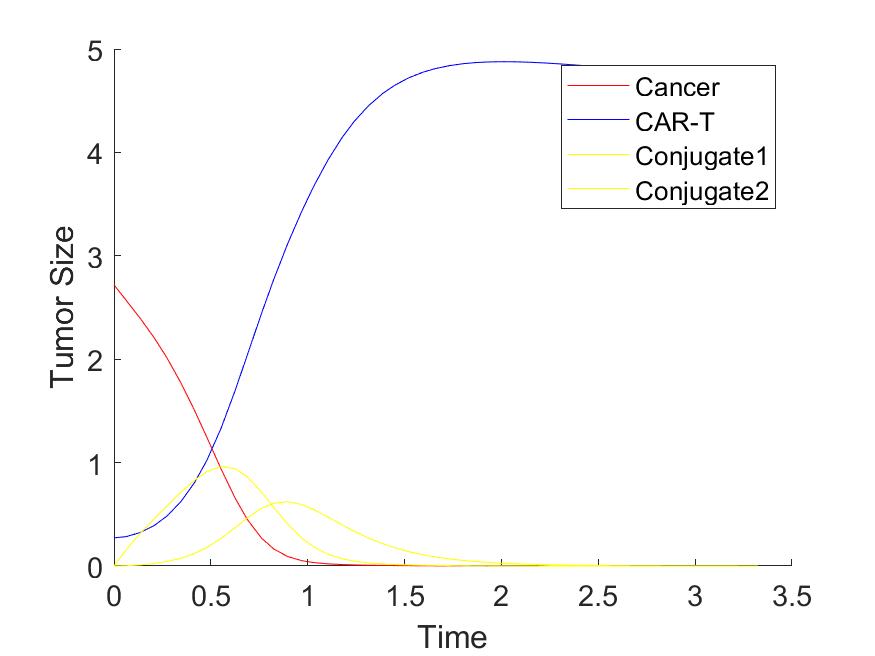 5
4
3
2
1
0
Tumor Size
Cancer
CAR-T
Conjugate1
Conjugate2
0 0.5 1 1.5 2 2.5 3 3.5
Time